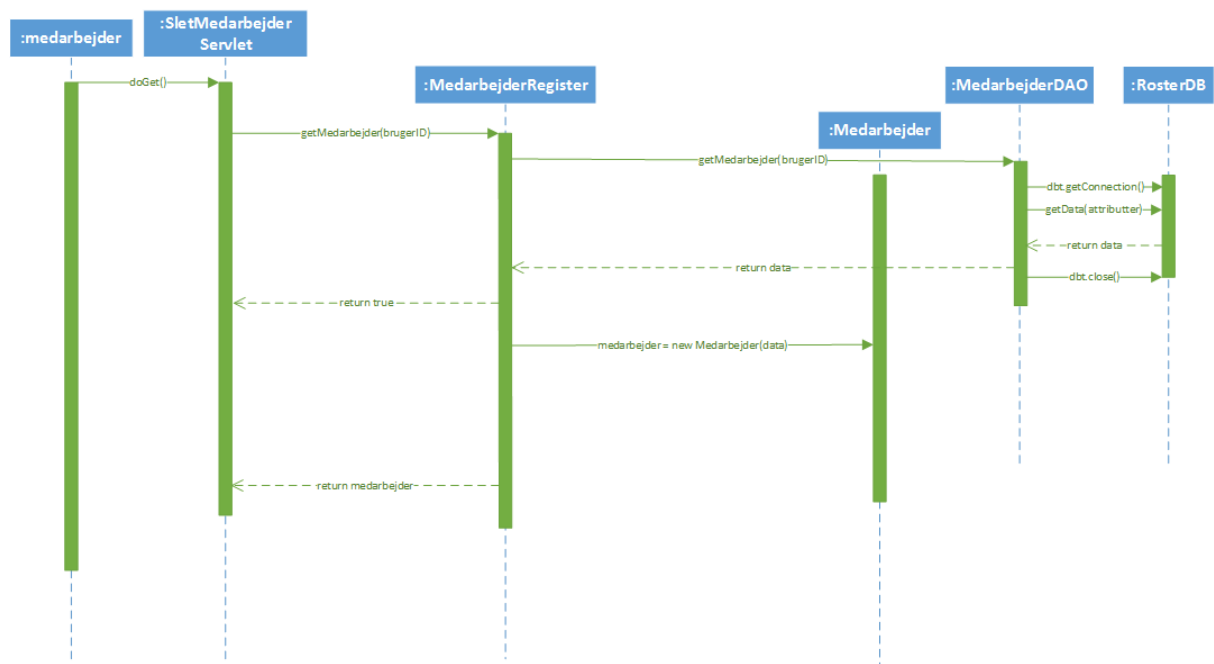 :medarbejder
:SletMedarbejder
Servlet
:MedarbejderRegister
:Medarbejder
:MedarbejderDAO
:RosterDB
doGet()
getMedarbejder(brugerID)
getMedarbejder(brugerID)
dbt.getConnection()
getData(attributter)
return data
return data
dbt.close()
return true
medarbejder = new Medarbejder(data)
return medarbejder